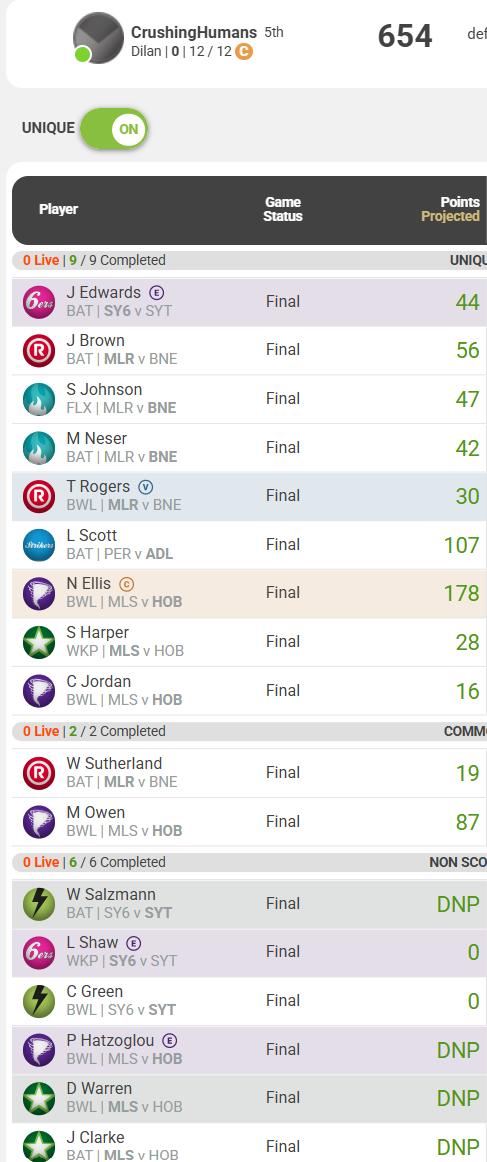 CrushingHumans 5th
654
def
Dilan | 0 | 12 / 12 C
UNIQUE ON
Player
Game Status
Points Projected
0 Live | 9 / 9 Completed UNIQU
J Edwards E
BAT | SY6 v SYT
Final
44
J Brown
BAT | MLR v BNE
Final
56
S Johnson
FLX | MLR v BNE
Final
47
M Neser
BAT | MLR v BNE
Final
42
T Rogers V
BWL | MLR v BNE
Final
30
L Scott
BAT | PER v ADL
Final
107
N Ellis C
BWL | MLS v HOB
Final
178
S Harper
WKP | MLS v HOB
Final
28
C Jordan
BWL | MLS v HOB
Final
16
0 Live | 2 / 2 Completed COMMO
W Sutherland
BAT | MLR v BNE
Final
19
M Owen
BWL | MLS v HOB
Final
87
0 Live | 6 / 6 Completed NON SCO
W Salzmann
BAT | SY6 v SYT
Final
DNP
L Shaw E
WKP | SY6 v SYT
Final
0
C Green
BWL | SY6 v SYT
Final
0
P Hatzoglou E
BWL | MLS v HOB
Final
DNP
D Warren
BWL | MLS v HOB
Final
DNP
J Clarke
BAT | MLS v HOB
Final
DNP